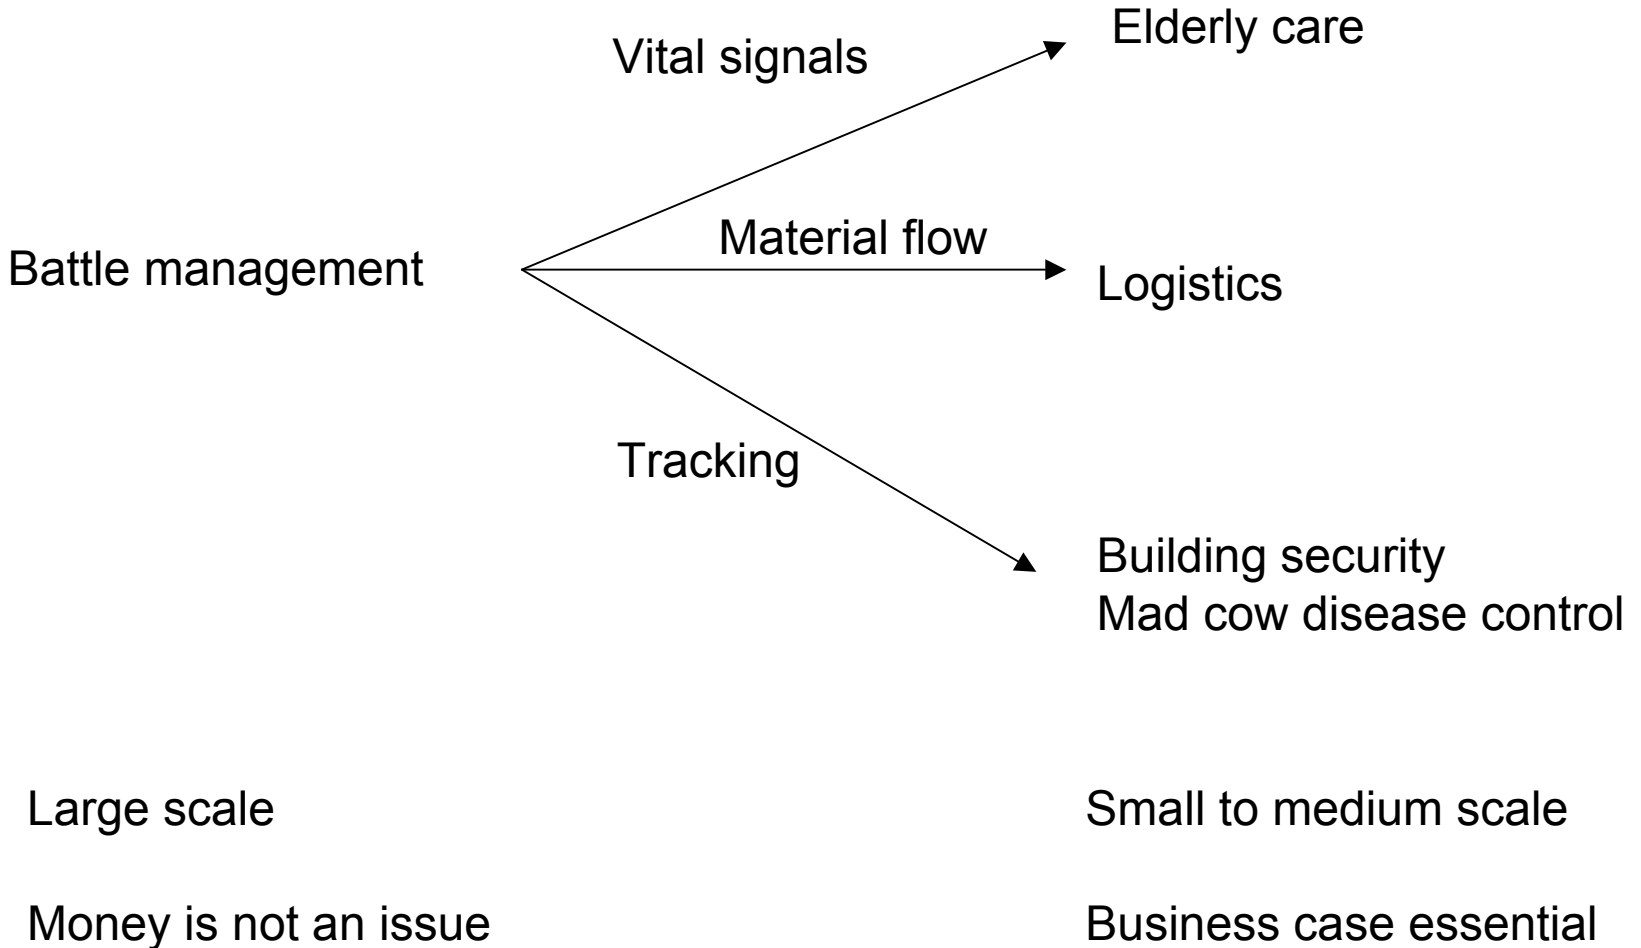 Elderly care
Vital signals
Material flow
Battle management
Logistics
Tracking
Building security
Mad cow disease control
Large scale
Small to medium scale
Money is not an issue
Business case essential